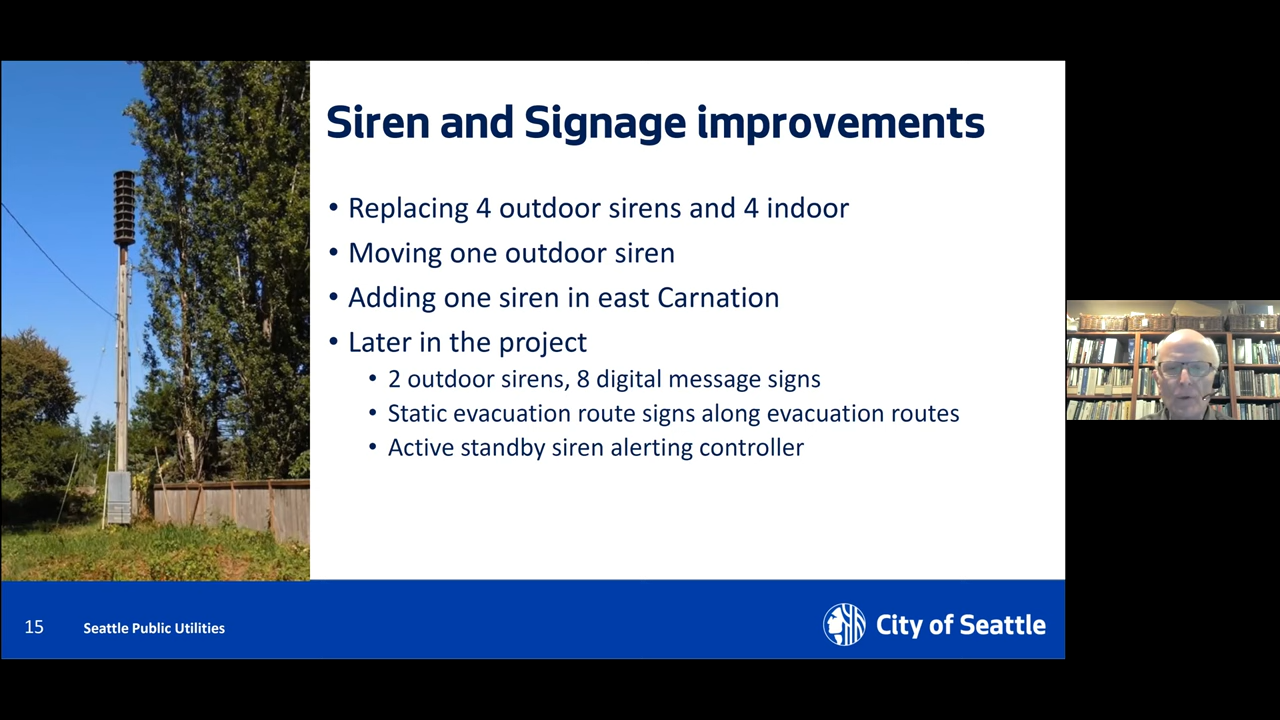 Siren and Signage improvements
• Replacing 4 outdoor sirens and 4 indoor
• Moving one outdoor siren
• Adding one siren in east Carnation
• Later in the project
• 2 outdoor sirens, 8 digital message signs
• Static evacuation route signs along evacuation routes
• Active standby siren alerting controller
15 Seattle Public Utilities
City of Seattle